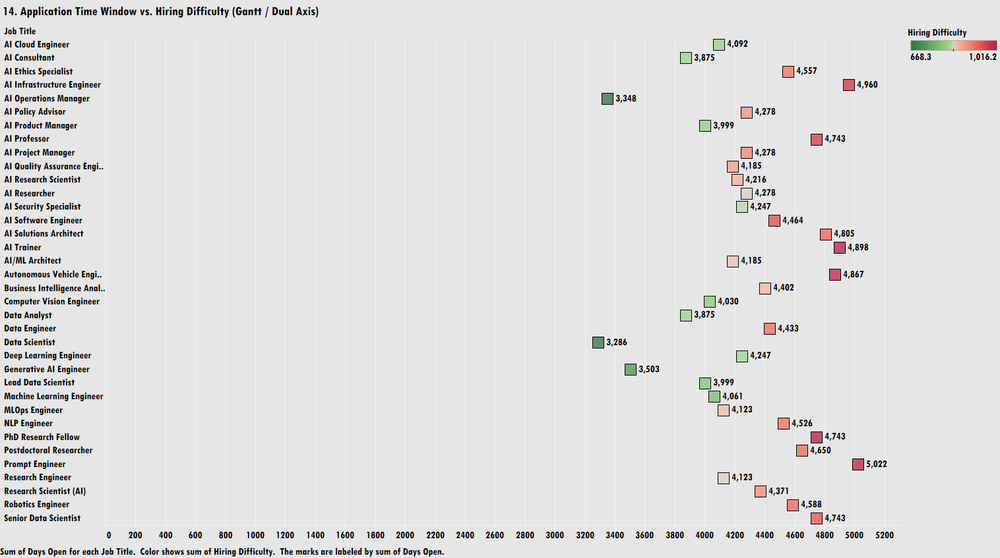 14. Application Time Window vs. Hiring Difficulty (Gantt / Dual Axis)
Job Title
Hiring Difficulty
668.3 1,016.2
AI Cloud Engineer 4,092
AI Consultant 3,875
AI Ethics Specialist 4,557
AI Infrastructure Engineer 4,960
AI Operations Manager 3,348
AI Policy Advisor 4,278
AI Product Manager 3,999
AI Professor 4,743
AI Project Manager 4,278
AI Quality Assurance Engi.. 4,185
AI Research Scientist 4,216
AI Researcher 4,278
AI Security Specialist 4,247
AI Software Engineer 4,464
AI Solutions Architect 4,805
AI Trainer 4,898
AI/ML Architect 4,185
Autonomous Vehicle Engi.. 4,867
Business Intelligence Anal.. 4,402
Computer Vision Engineer 4,030
Data Analyst 3,875
Data Engineer 4,433
Data Scientist 3,286
Deep Learning Engineer 4,247
Generative AI Engineer 3,503
Lead Data Scientist 3,999
Machine Learning Engineer 4,061
MLOps Engineer 4,123
NLP Engineer 4,526
PhD Research Fellow 4,743
Postdoctoral Researcher 4,650
Prompt Engineer 5,022
Research Engineer 4,123
Research Scientist (AI) 4,371
Robotics Engineer 4,588
Senior Data Scientist 4,743
0 200 400 600 800 1000 1200 1400 1600 1800 2000 2200 2400 2600 2800 3000 3200 3400 3600 3800 4000 4200 4400 4600 4800 5000 5200
Sum of Days Open for each Job Title. Color shows sum of Hiring Difficulty. The marks are labeled by sum of Days Open.